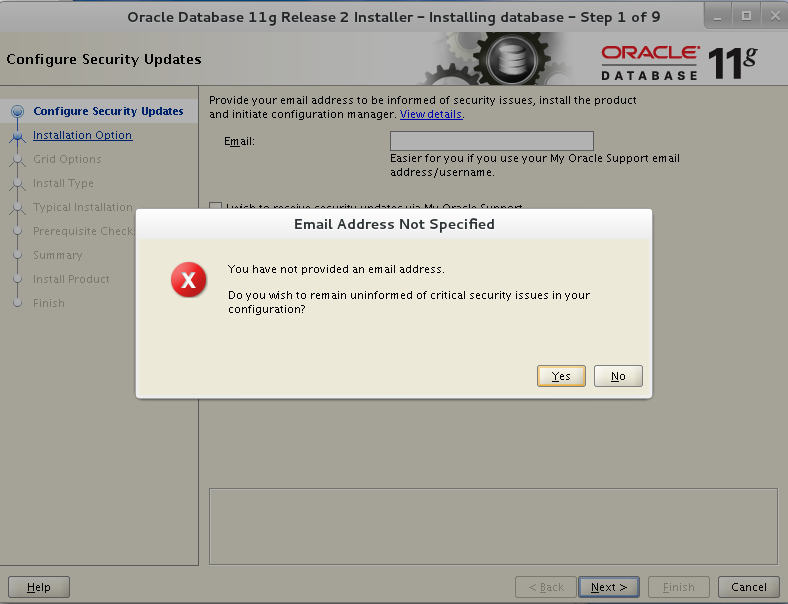 Oracle Database 11g Release 2 Installer – Installing database – Step 1 of 9
Configure Security Updates
ORACLE
DATABASE 11g
Configure Security Updates
Installation Option
Grid Options
Install Type
Typical Installation
Prerequisite Check
Summary
Install Product
Finish
Provide your email address to be informed of security issues, install the product
and initiate configuration manager. View details.
Email:
Easier for you if you use your My Oracle Support email
address/username.
I wish to receive security updates via My Oracle Support
Email Address Not Specified
You have not provided an email address.
Do you wish to remain uninformed of critical security issues in your
configuration?
Yes No
Help < Back Next > Finish Cancel